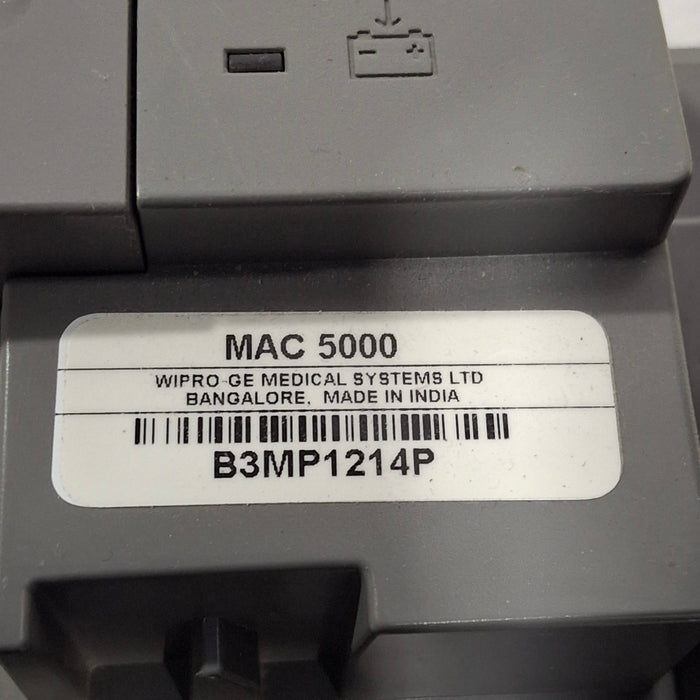 MAC 5000
WIPRO-GE MEDICAL SYSTEMS LTD
BANGALORE, MADE IN INDIA
B3MP1214P